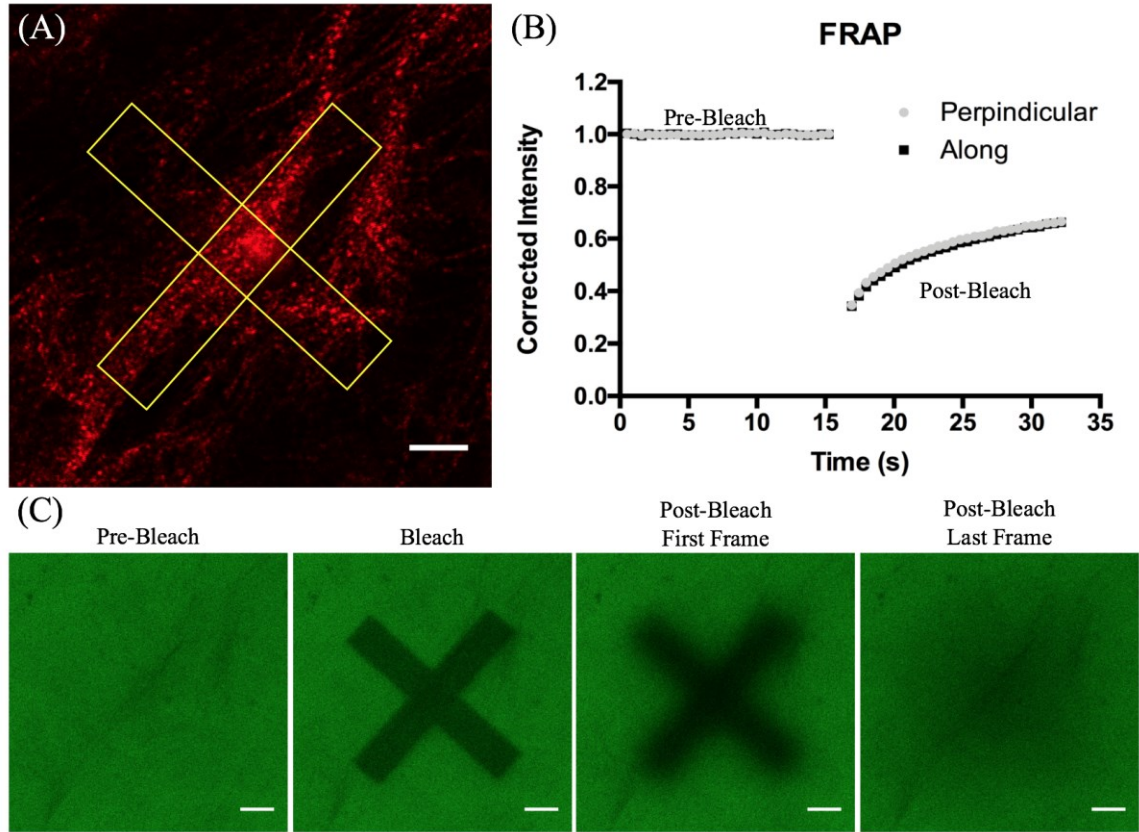 (A)
(B)
FRAP
Corrected Intensity
1.2
1.0
0.8
0.6
0.4
0.2
0.0
Pre-Bleach
Perpindicular
Along
Post-Bleach
0 5 10 15 20 25 30 35
Time (s)
(C)
Pre-Bleach
Bleach
Post-Bleach
First Frame
Post-Bleach
Last Frame